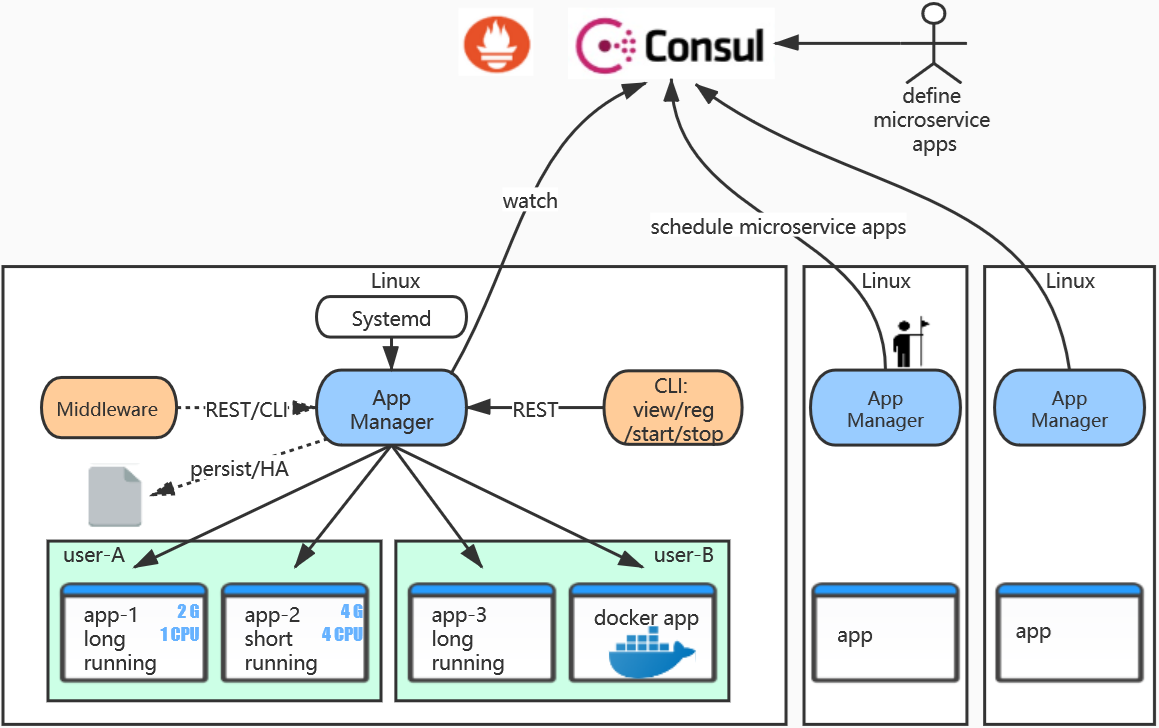 Consul
define
microservice
apps
watch
schedule microservice apps
Linux
Systemd
Middleware
REST/CLI
App
Manager
REST
CLI:
view/reg
/start/stop
persist/HA
user-A
app-1
long
running
2 G
1 CPU
app-2
short
running
4 G
4 CPU
user-B
app-3
long
running
docker app
Linux
App
Manager
app
Linux
App
Manager
app